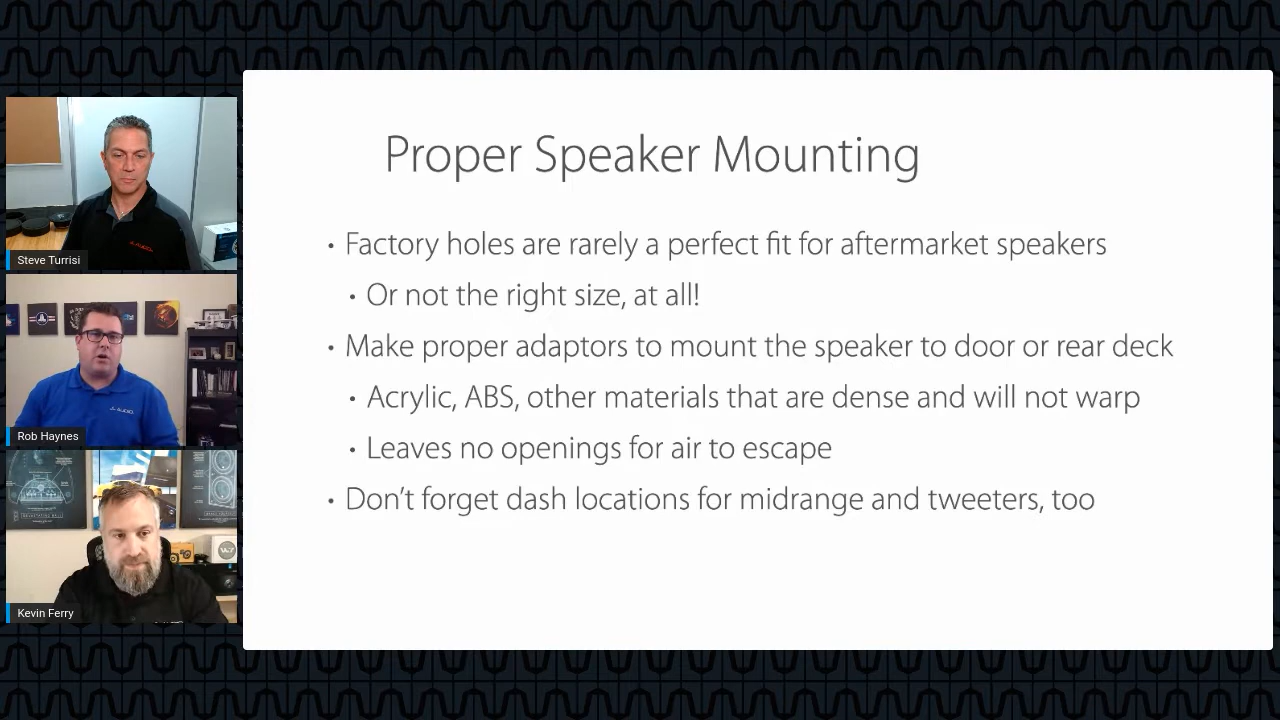 Proper Speaker Mounting
• Factory holes are rarely a perfect fit for aftermarket speakers
• Or not the right size, at all!
• Make proper adaptors to mount the speaker to door or rear deck
• Acrylic, ABS, other materials that are dense and will not warp
• Leaves no openings for air to escape
• Don't forget dash locations for midrange and tweeters, too
Steve Turrisi
Rob Haynes
Kevin Ferry